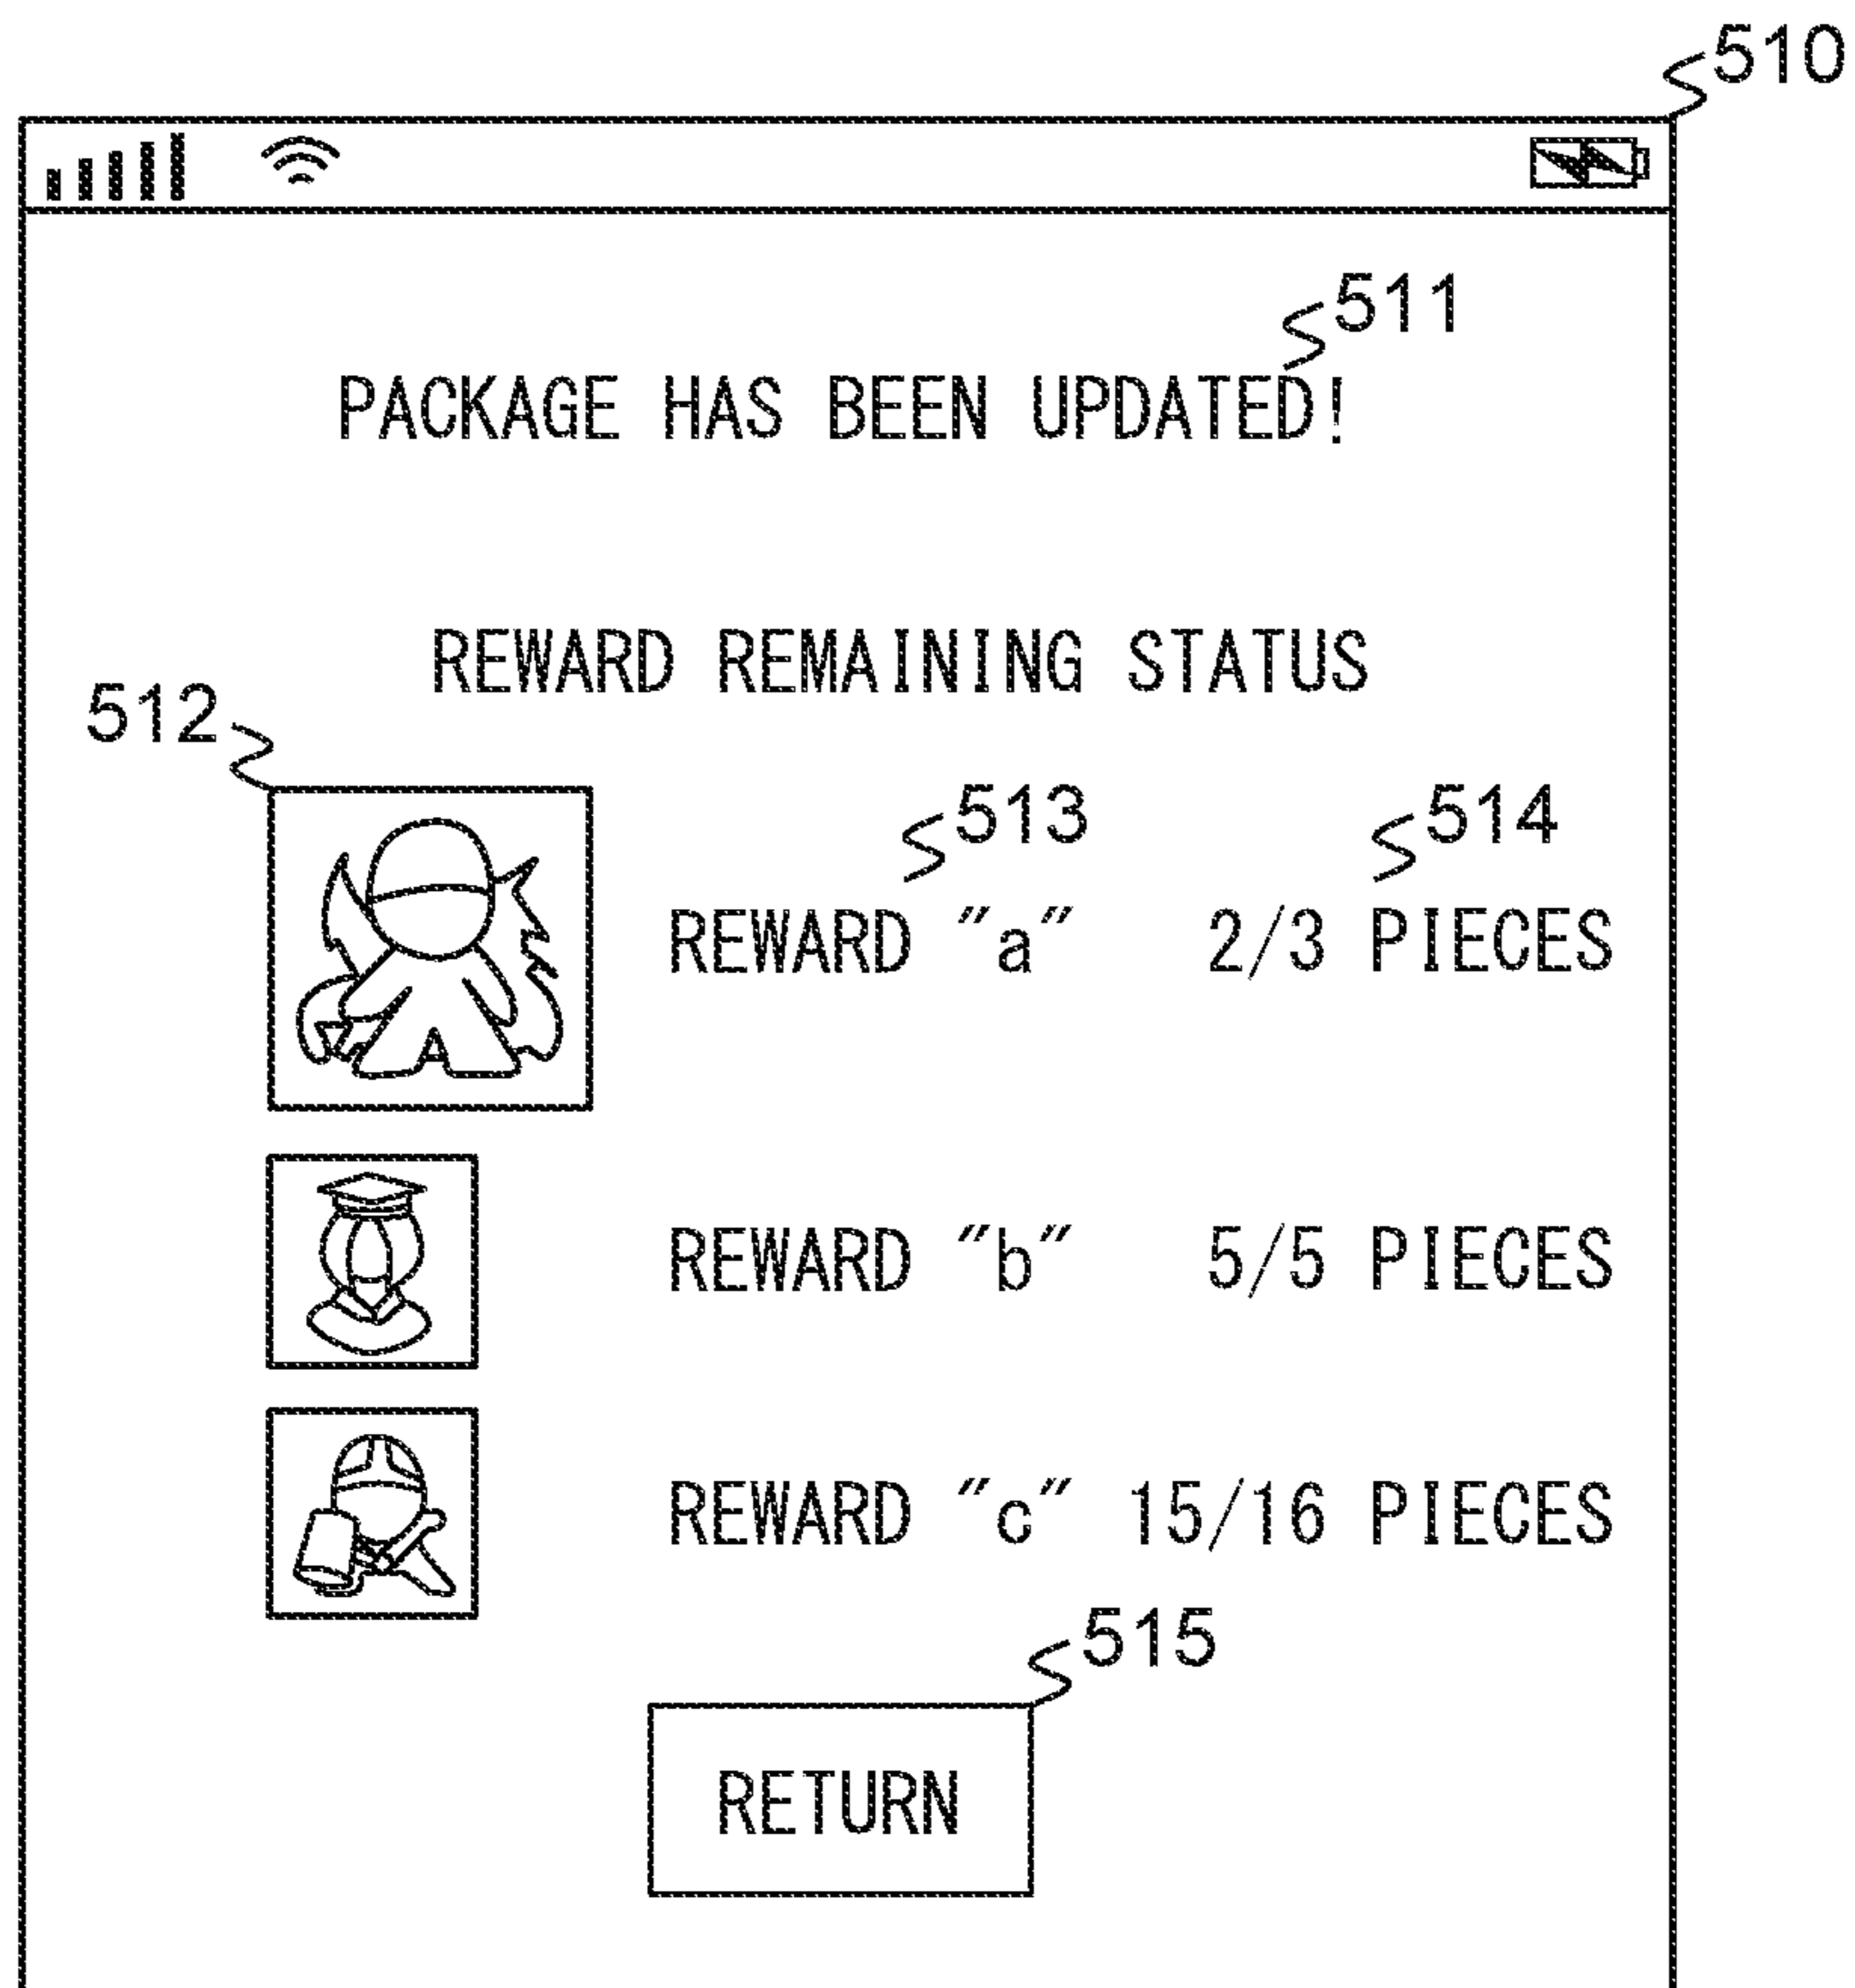 510
511
PACKAGE HAS BEEN UPDATED!
REWARD REMAINING STATUS
512
513 514
REWARD "a" 2/3 PIECES
REWARD "b" 5/5 PIECES
REWARD "c" 15/16 PIECES
515
RETURN